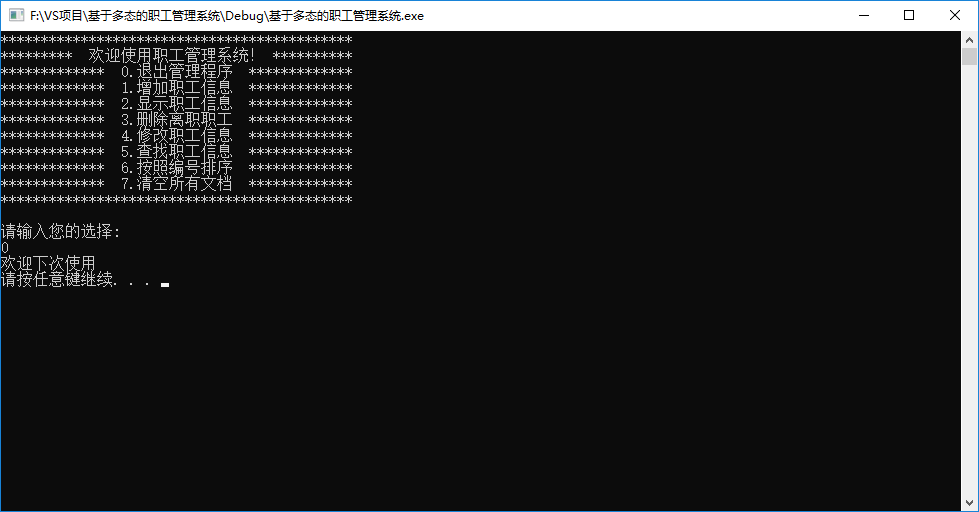 F:\VS项目\基于多态的职工管理系统\Debug\基于多态的职工管理系统.exe
********************************************
*********  欢迎使用职工管理系统!  **********
*************  0.退出管理程序  *************
*************  1.增加职工信息  *************
*************  2.显示职工信息  *************
*************  3.删除离职职工  *************
*************  4.修改职工信息  *************
*************  5.查找职工信息  *************
*************  6.按照编号排序  *************
*************  7.清空所有文档  *************
********************************************
请输入您的选择:
0
欢迎下次使用
请按任意键继续. . .